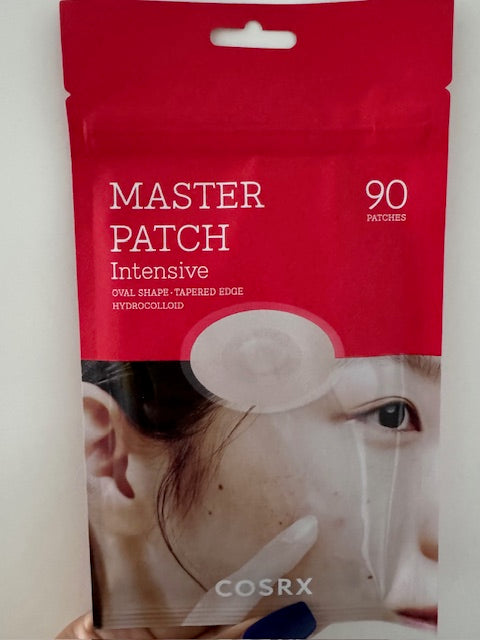 MASTER
PATCH
Intensive
OVAL SHAPE · TAPERED EDGE
HYDROCOLLOID
90
PATCHES
COSRX